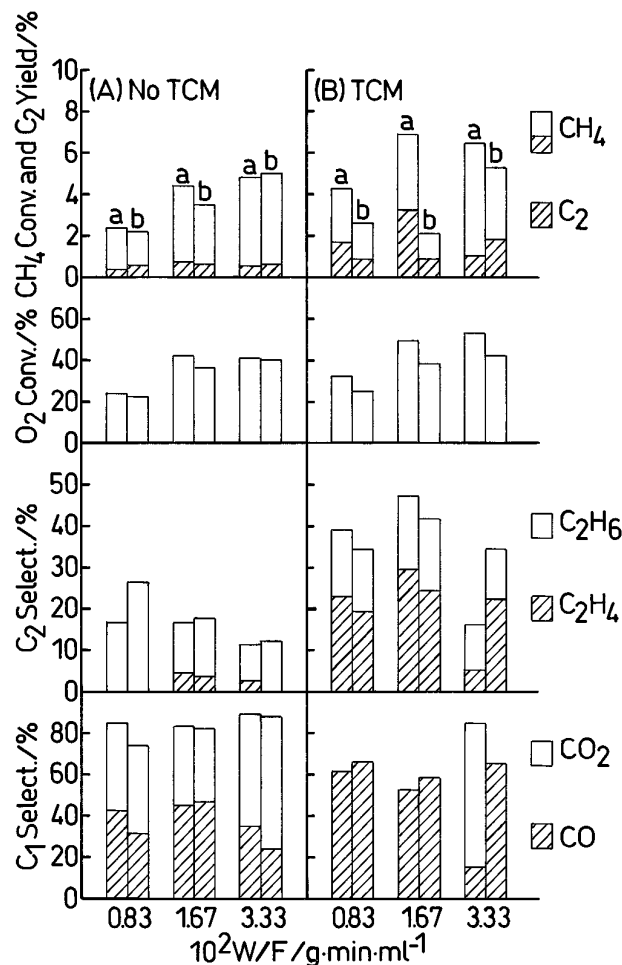 CH4 Conv. and C2 Yield/%
10
8
6
4
2
0
(A) No TCM
(B) TCM
a b
a b
a b
a b
a b
a b
CH4
C2
O2 Conv./%
60
40
20
0
C2 Select./%
50
40
30
20
10
0
C2H6
C2H4
C1 Select./%
80
60
40
20
0
CO2
CO
0.83 1.67 3.33 0.83 1.67 3.33
10²W/F/g·min·ml⁻¹